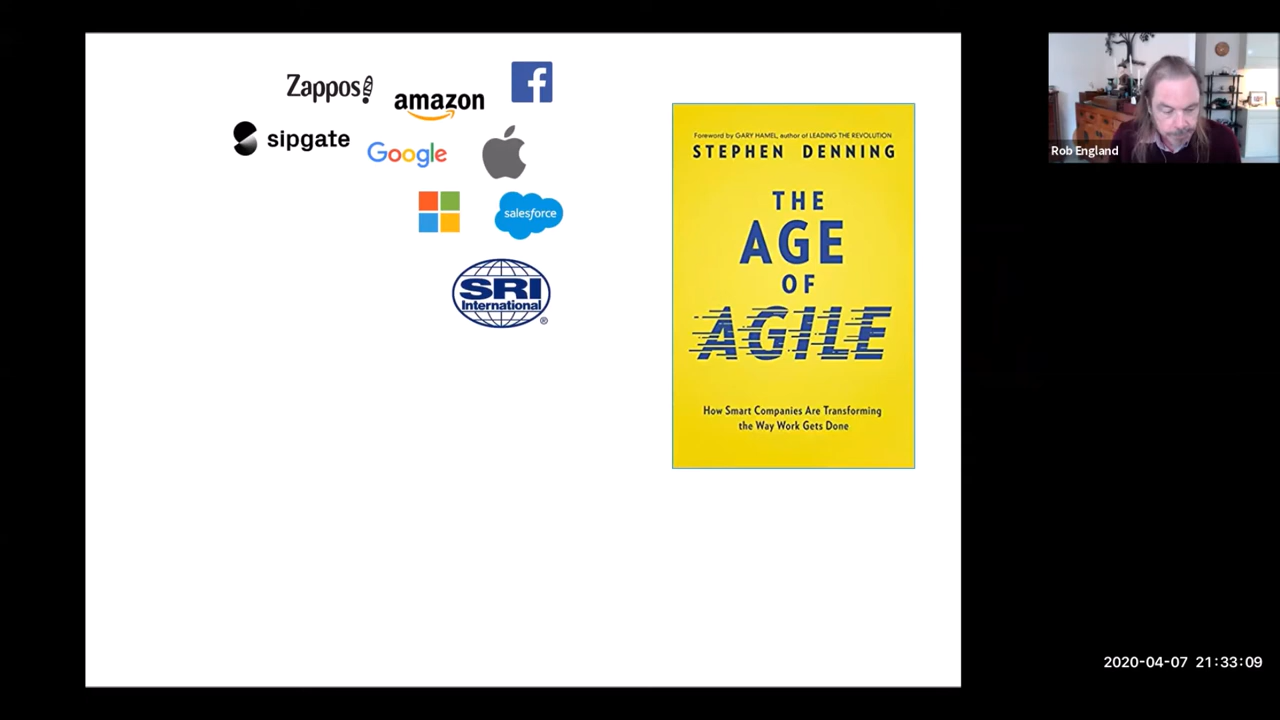 Zappos!
amazon
sipgate
Google
salesforce
SRI
International
®
Foreword by GARY HAMEL, author of LEADING THE REVOLUTION
STEPHEN DENNING
THE
AGE
OF
AGILE
How Smart Companies Are Transforming
the Way Work Gets Done
Rob England
2020-04-07 21:33:09